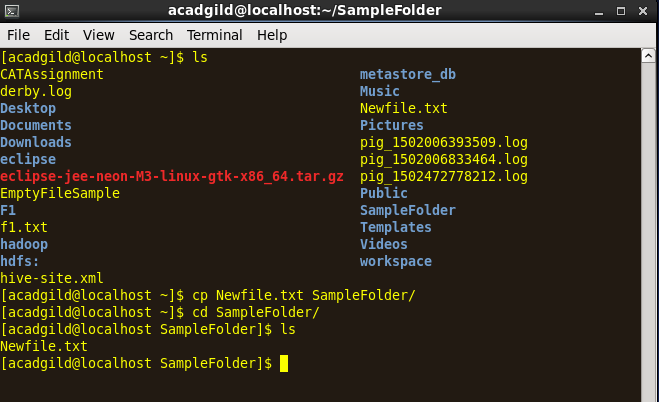 acadgild@localhost:~/SampleFolder
File Edit View Search Terminal Help
[acadgild@localhost ~]$ ls
CATAssignment metastore_db
derby.log Music
Desktop Newfile.txt
Documents Pictures
Downloads pig_1502006393509.log
eclipse pig_1502006833464.log
eclipse-jee-neon-M3-linux-gtk-x86_64.tar.gz pig_1502472778212.log
EmptyFileSample Public
F1 SampleFolder
f1.txt Templates
hadoop Videos
hdfs: workspace
hive-site.xml
[acadgild@localhost ~]$ cp Newfile.txt SampleFolder/
[acadgild@localhost ~]$ cd SampleFolder/
[acadgild@localhost SampleFolder]$ ls
Newfile.txt
[acadgild@localhost SampleFolder]$